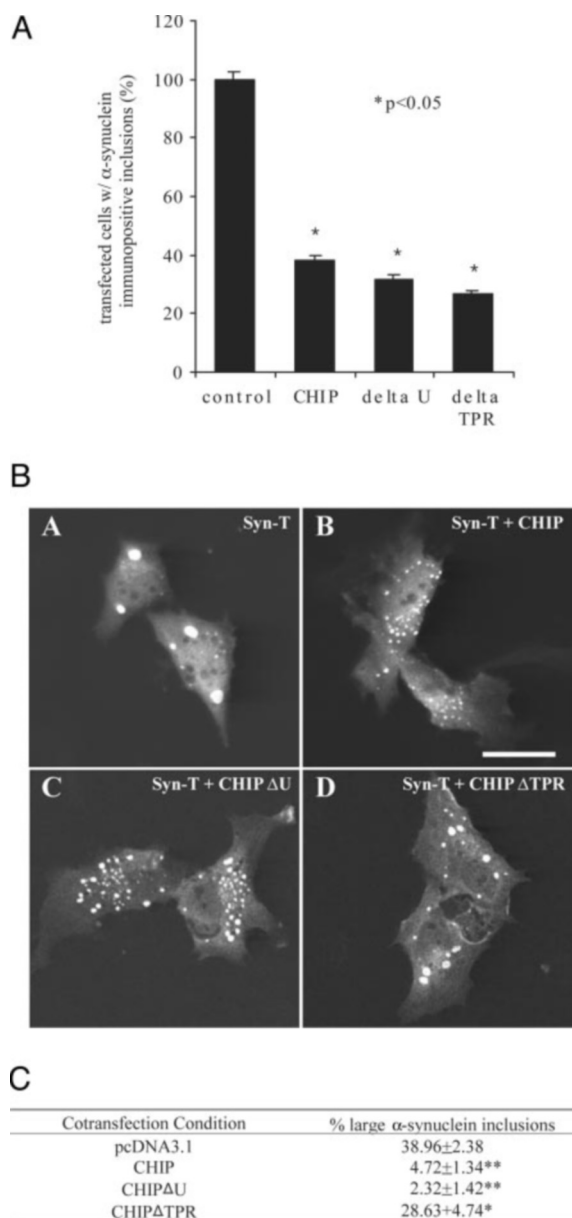 A
transfected cells w/ α-synuclein
immunopositive inclusions (%)
120
100
80
60
40
20
0
* p<0.05
*
*
*
control
CHIP
delta U
delta
TPR
B
A
Syn-T
B
Syn-T + CHIP
C
Syn-T + CHIP ΔU
D
Syn-T + CHIP ΔTPR
C
Cotransfection Condition % large α-synuclein inclusions
pcDNA3.1 38.96±2.38
CHIP 4.72±1.34**
CHIPΔU 2.32±1.42**
CHIPΔTPR 28.63+4.74*